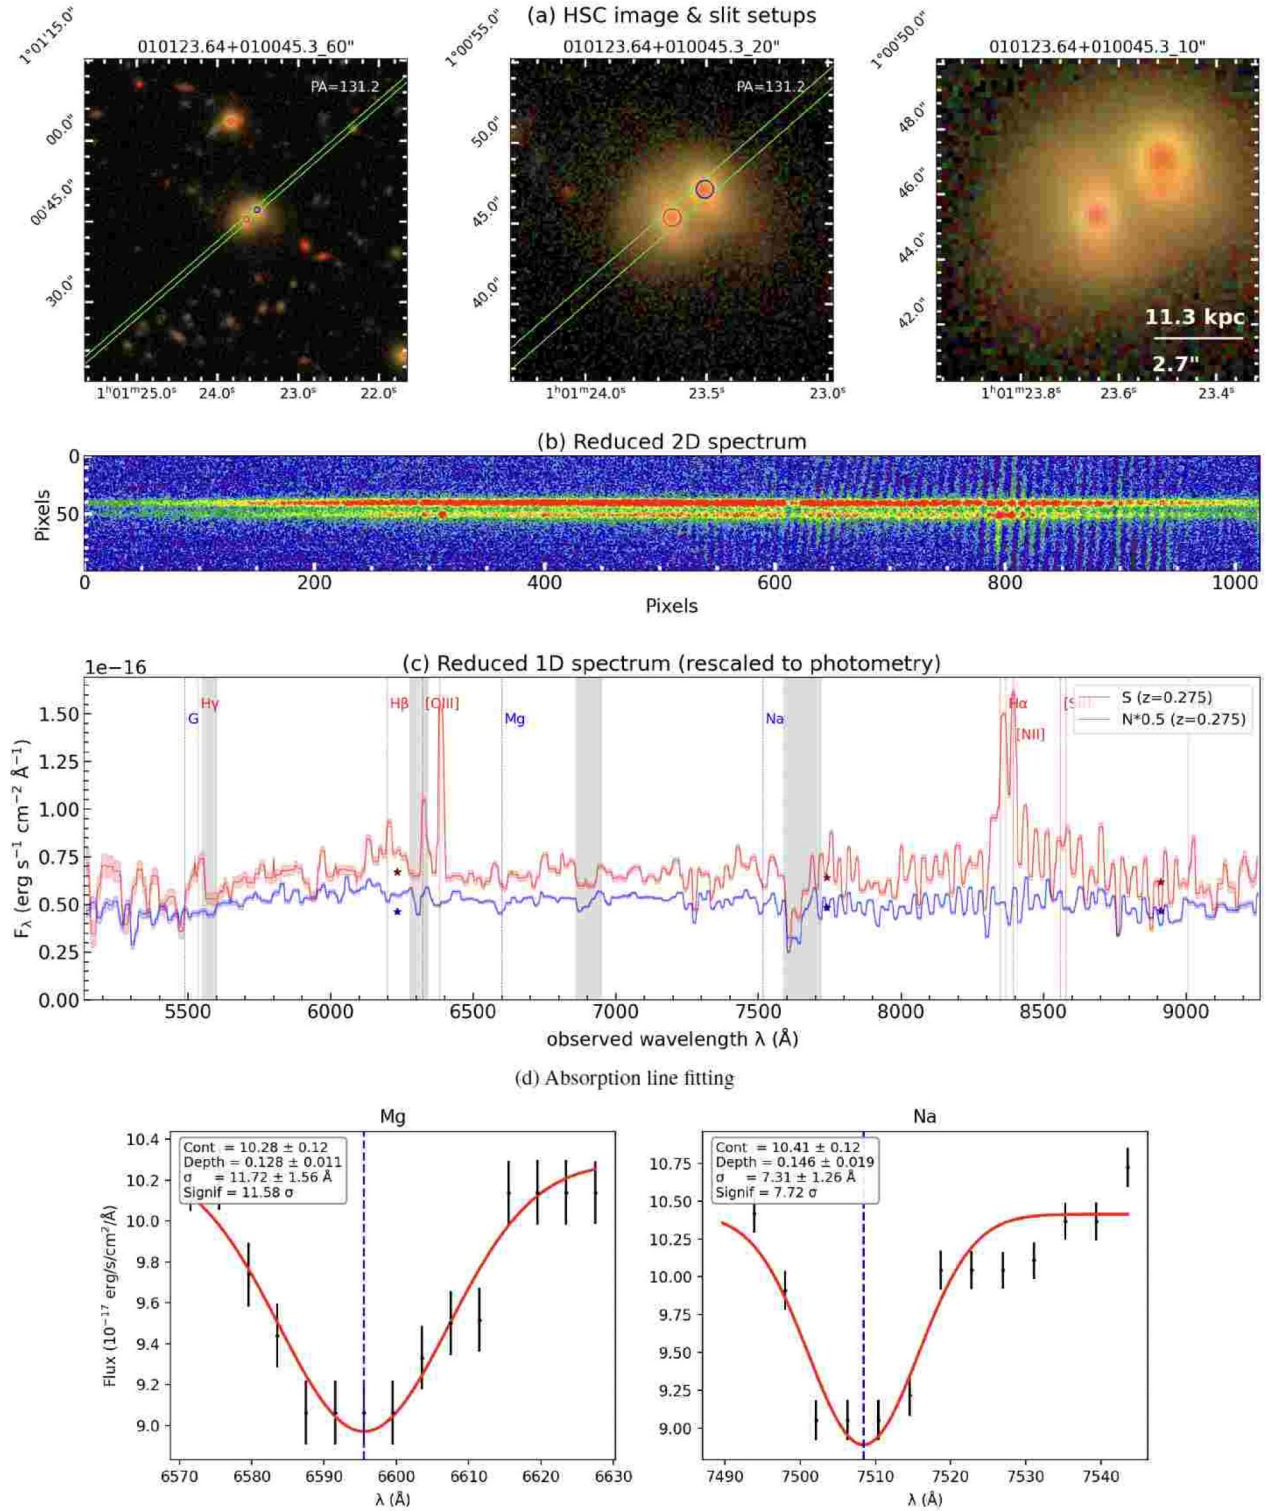 (a) HSC image & slit setups
010123.64+010045.3_60"
010123.64+010045.3_20"
010123.64+010045.3_10"
1°01'15.0"
00.0"
00'45.0"
30.0"
PA=131.2
1ʰ01ᵐ25.0ˢ 24.0ˢ 23.0ˢ 22.0ˢ
1°00'55.0"
50.0"
45.0"
40.0"
PA=131.2
1ʰ01ᵐ24.0ˢ 23.5ˢ 23.0ˢ
1°00'50.0"
48.0"
46.0"
44.0"
42.0"
11.3 kpc
2.7"
1ʰ01ᵐ23.8ˢ 23.6ˢ 23.4ˢ
(b) Reduced 2D spectrum
Pixels
0
50
0 200 400 600 800 1000
Pixels
(c) Reduced 1D spectrum (rescaled to photometry)
1e−16
F_λ (erg s⁻¹ cm⁻² Å⁻¹)
1.50
1.25
1.00
0.75
0.50
0.25
0.00
G
Hγ
Hβ
[OIII]
Mg
Na
Hα
[NII]
S (z=0.275)
N*0.5 (z=0.275)
5500 6000 6500 7000 7500 8000 8500 9000
observed wavelength λ (Å)
(d) Absorption line fitting
Mg
Cont = 10.28 ± 0.12
Depth = 0.128 ± 0.011
σ = 11.72 ± 1.56 Å
Signif = 11.58 σ
Flux (10⁻¹⁷ erg/s/cm²/Å)
10.4
10.2
10.0
9.8
9.6
9.4
9.2
9.0
6570 6580 6590 6600 6610 6620 6630
λ (Å)
Na
Cont = 10.41 ± 0.12
Depth = 0.146 ± 0.019
σ = 7.31 ± 1.26 Å
Signif = 7.72 σ
10.75
10.50
10.25
10.00
9.75
9.50
9.25
9.00
7490 7500 7510 7520 7530 7540
λ (Å)